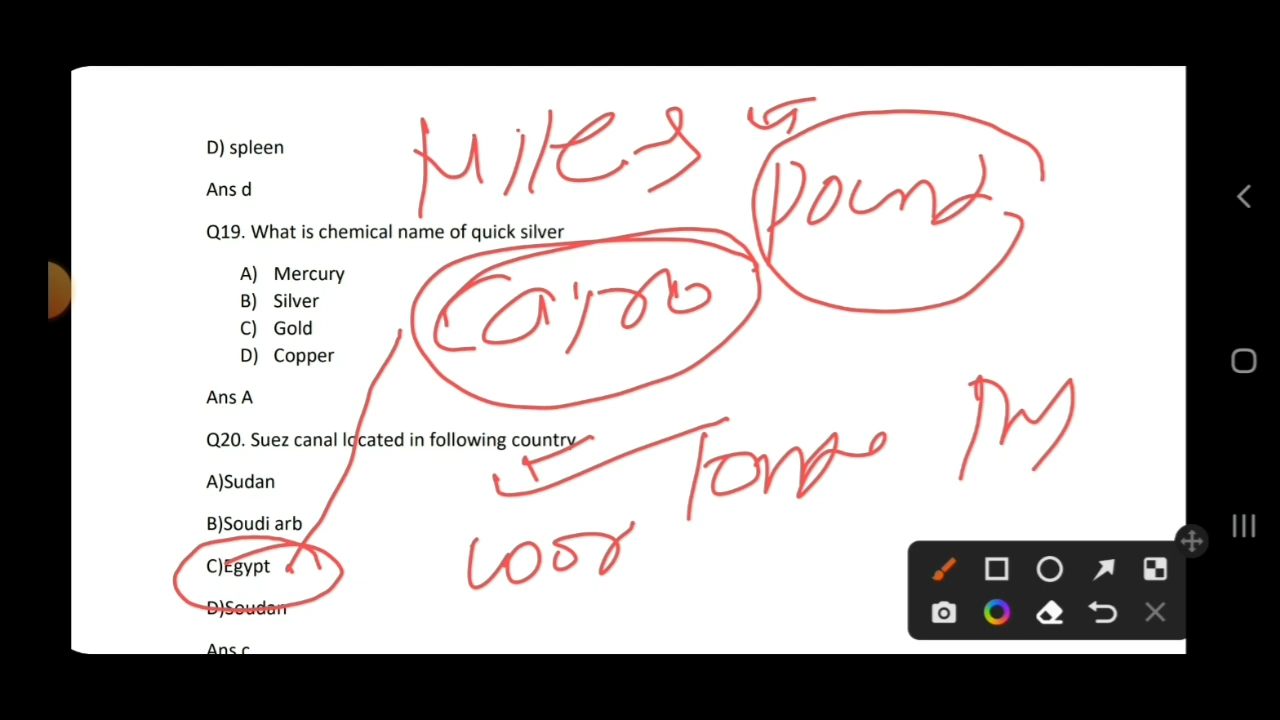 D) spleen
Miles
pound
Ans d
Q19. What is chemical name of quick silver
A) Mercury
Cairo
B) Silver
C) Gold
D) Copper
Ans A
Q20. Suez canal located in following country
A)Sudan
B)Soudi arb
C)Egypt
D)Soudan
Ans c